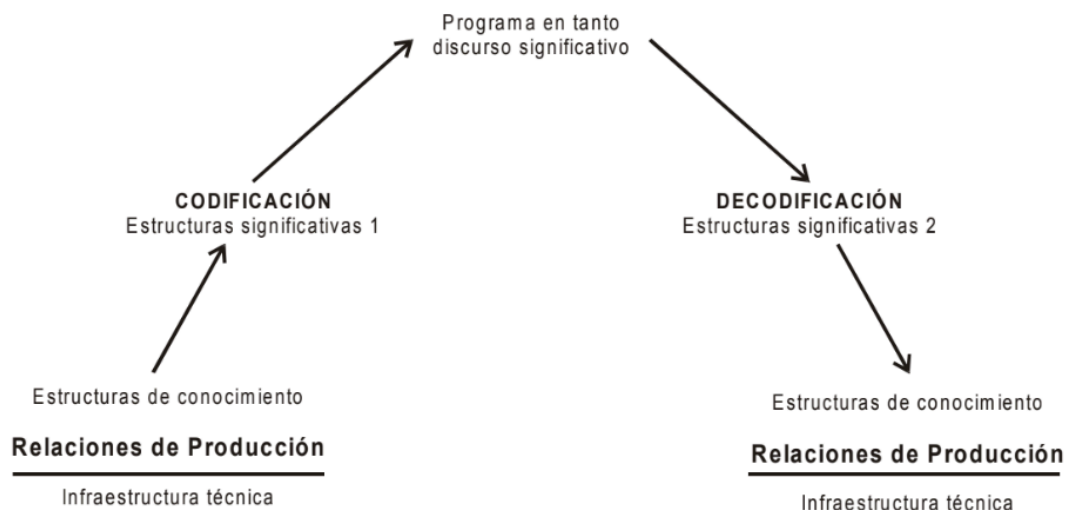 Programa en tanto
discurso significativo
CODIFICACIÓN
Estructuras significativas 1
DECODIFICACIÓN
Estructuras significativas 2
Estructuras de conocimiento
Relaciones de Producción
Infraestructura técnica
Estructuras de conocimiento
Relaciones de Producción
Infraestructura técnica